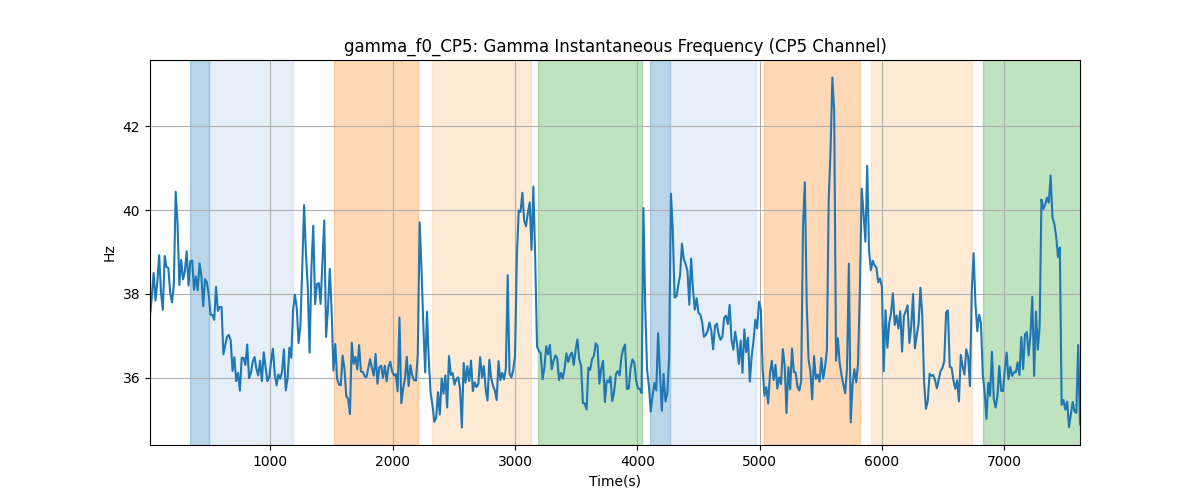 gamma_f0_CP5: Gamma Instantaneous Frequency (CP5 Channel)
42
40
38
36
Hz
1000 2000 3000 4000 5000 6000 7000
Time(s)